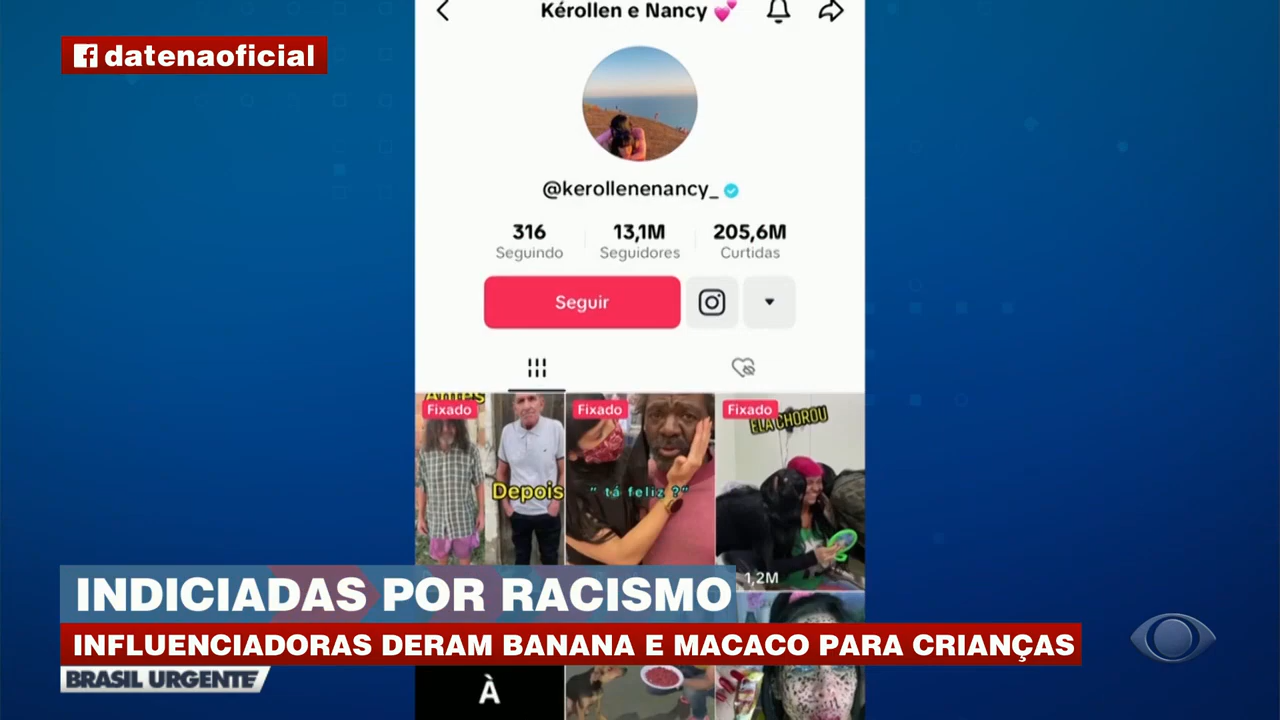 Kérollen e Nancy 💕
datenaoficial
@kerollenenancy_
316
13,1M
205,6M
Seguindo
Seguidores
Curtidas
Seguir
Antes
Fixado
Fixado
Fixado
ELA CHOROU
Depois
" tá feliz ?"
1,2M
INDICIADAS POR RACISMO
INFLUENCIADORAS DERAM BANANA E MACACO PARA CRIANÇAS
BRASIL URGENTE
À